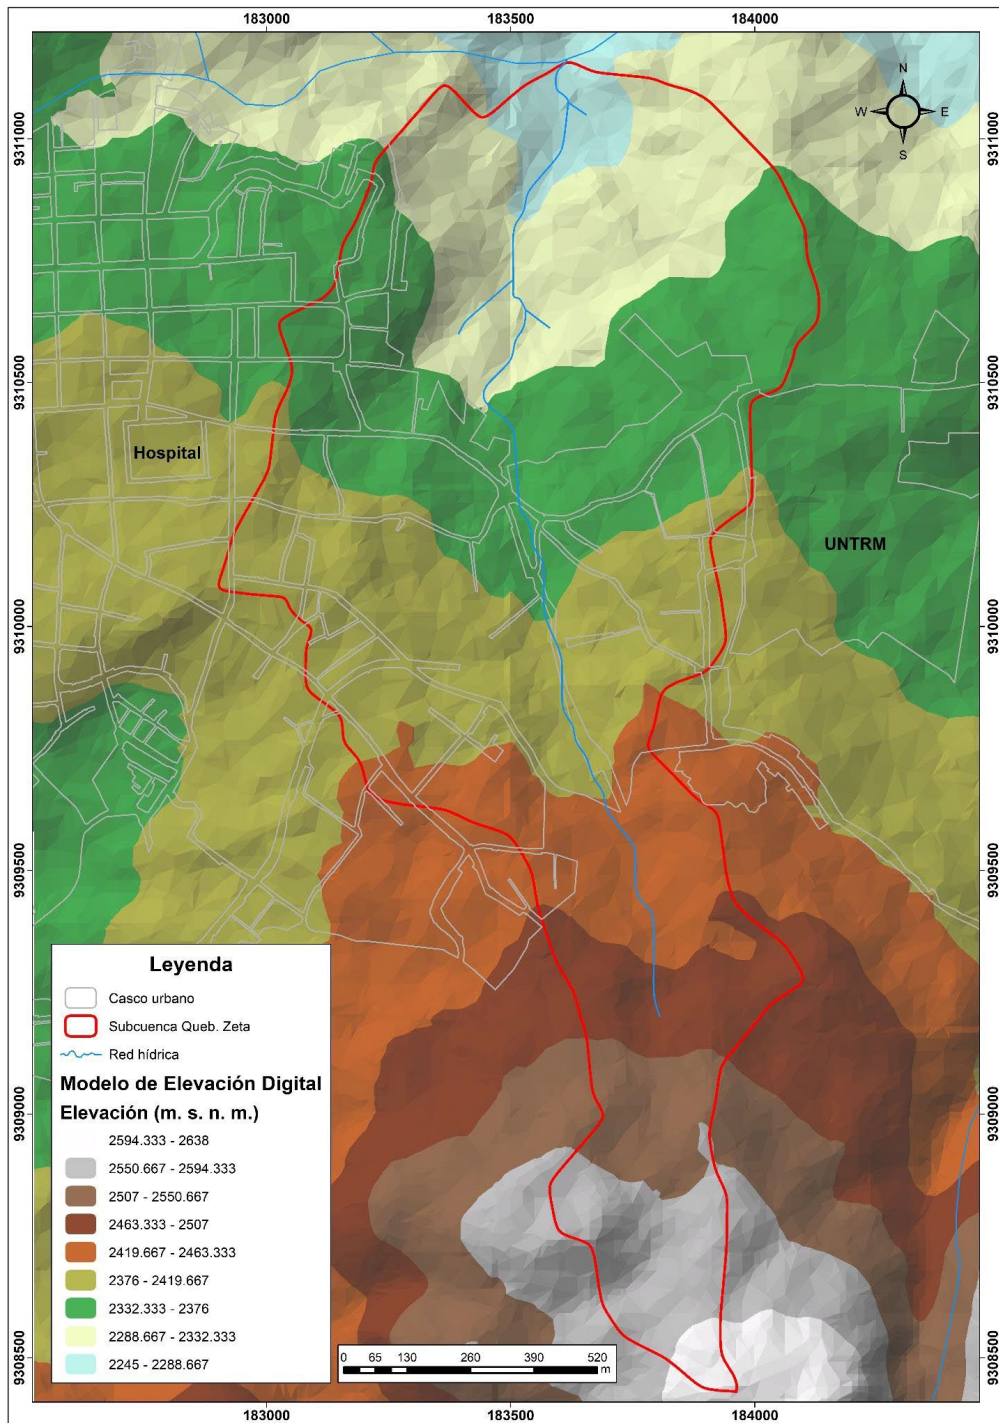 183000
183500
184000
N
W
E
S
9311000
9311000
9310500
9310500
Hospital
UNTRM
9310000
9310000
9309500
9309500
Leyenda
Casco urbano
Subcuenca Queb. Zeta
Red hídrica
Modelo de Elevación Digital
Elevación (m. s. n. m.)
2594.333 - 2638
2550.667 - 2594.333
2507 - 2550.667
2463.333 - 2507
2419.667 - 2463.333
2376 - 2419.667
2332.333 - 2376
2288.667 - 2332.333
2245 - 2288.667
9309000
9309000
9308500
9308500
0 65 130 260 390 520
m
183000
183500
184000